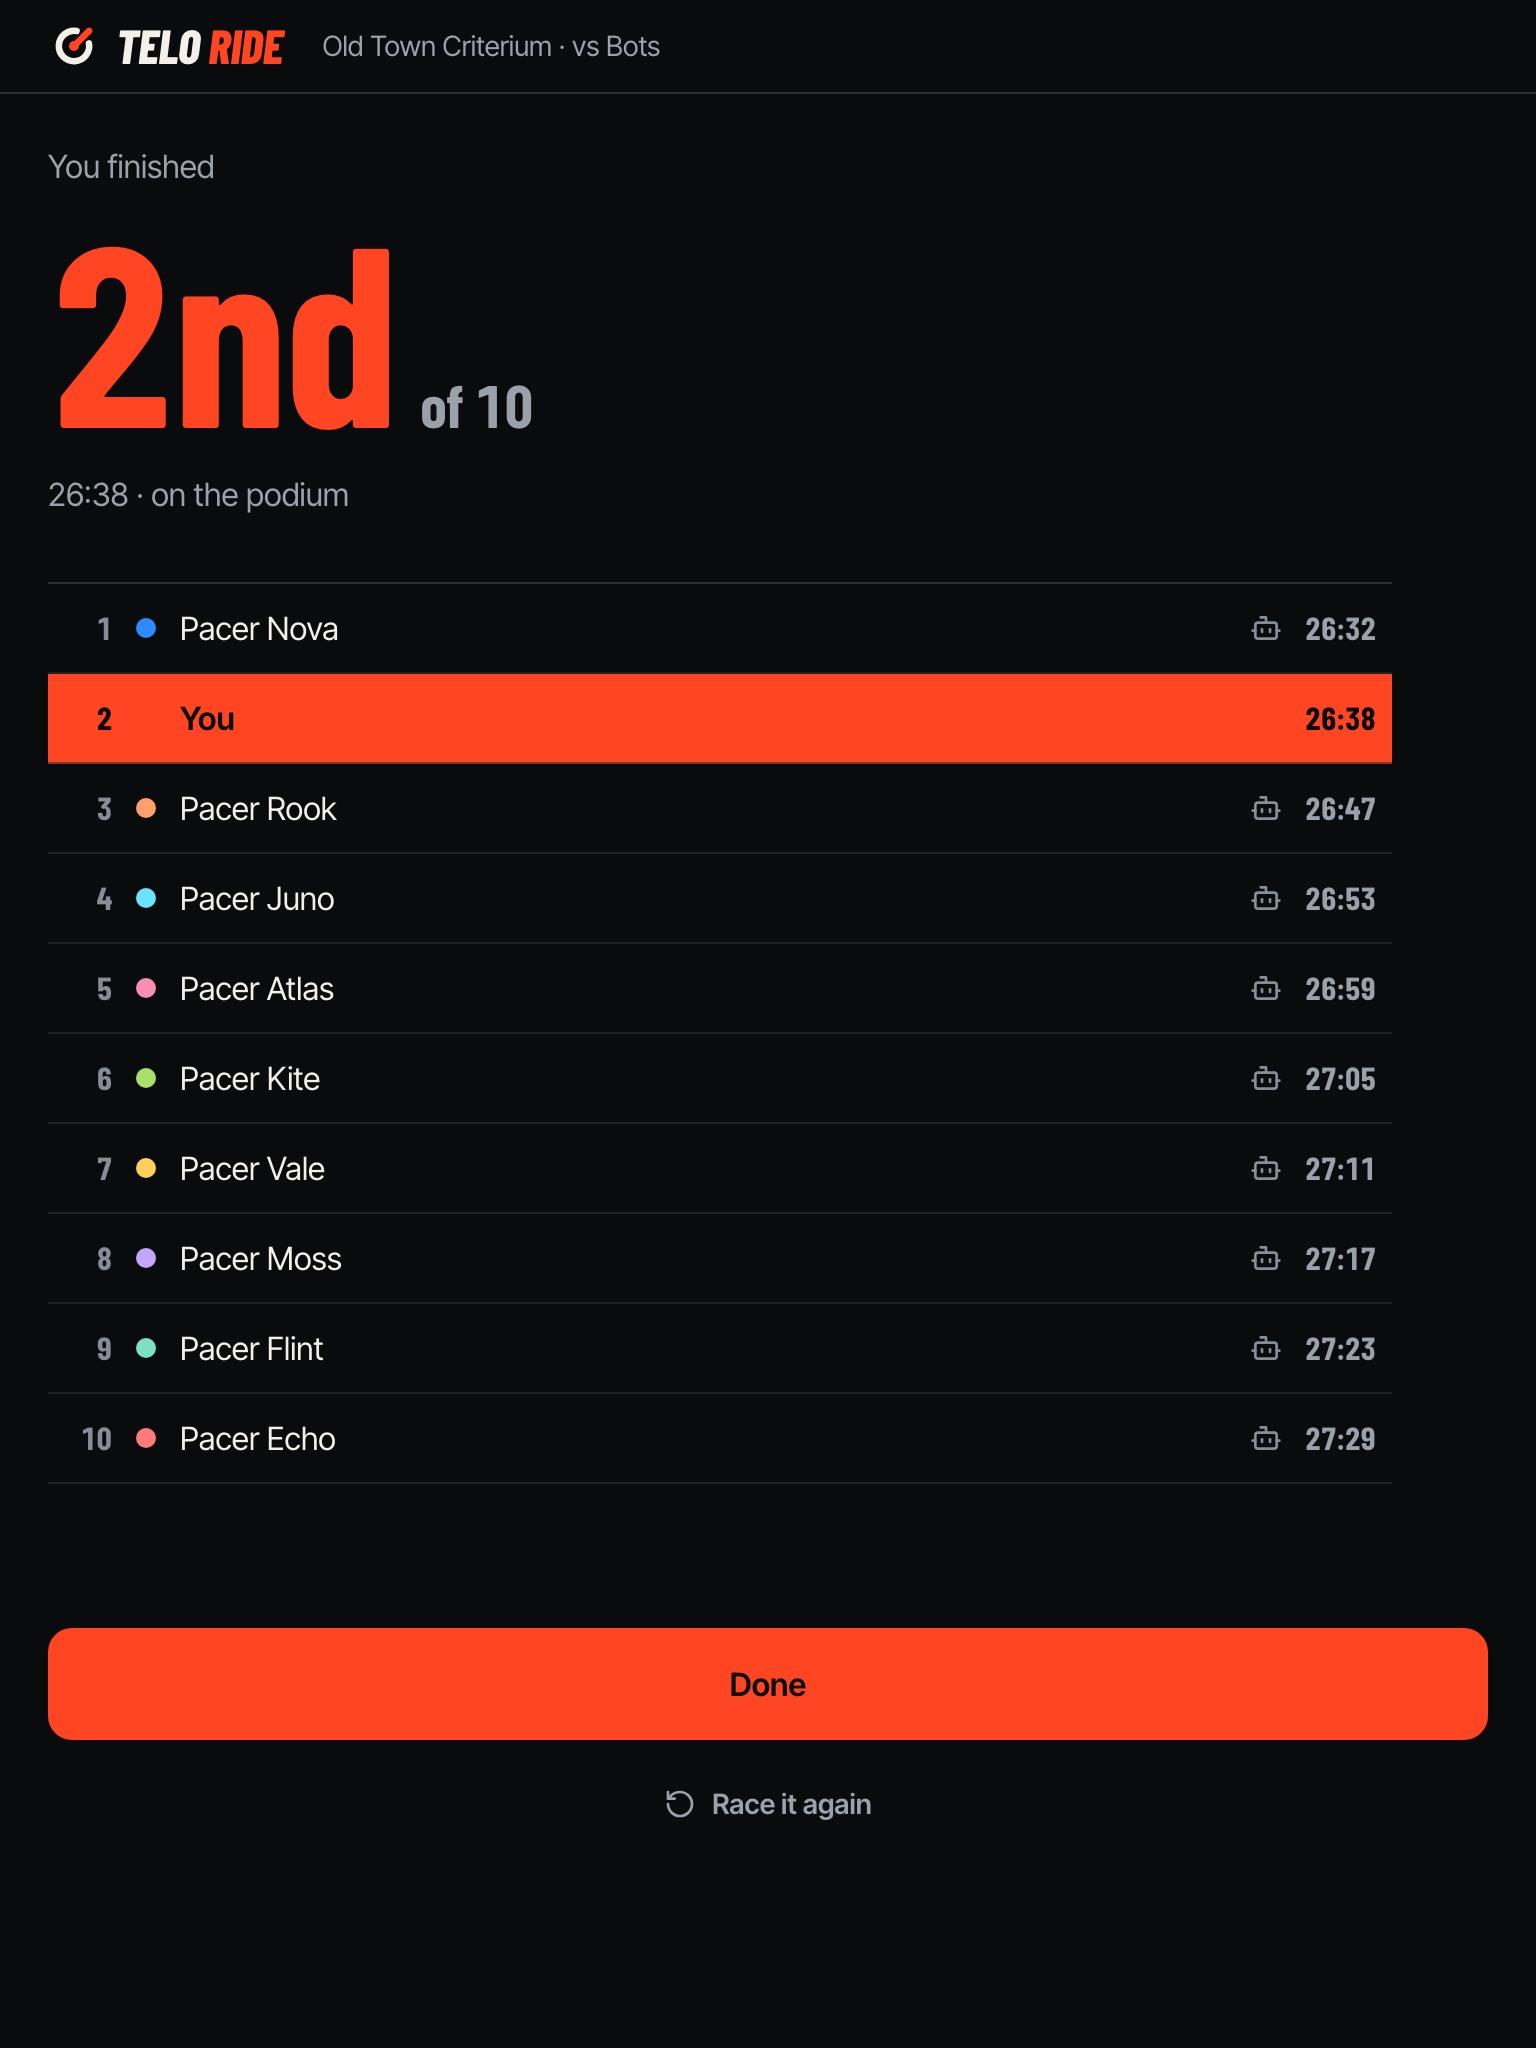 TELO RIDE Old Town Criterium · vs Bots
You finished
2nd of 10
26:38 · on the podium
1 Pacer Nova 26:32
2 You 26:38
3 Pacer Rook 26:47
4 Pacer Juno 26:53
5 Pacer Atlas 26:59
6 Pacer Kite 27:05
7 Pacer Vale 27:11
8 Pacer Moss 27:17
9 Pacer Flint 27:23
10 Pacer Echo 27:29
Done
Race it again